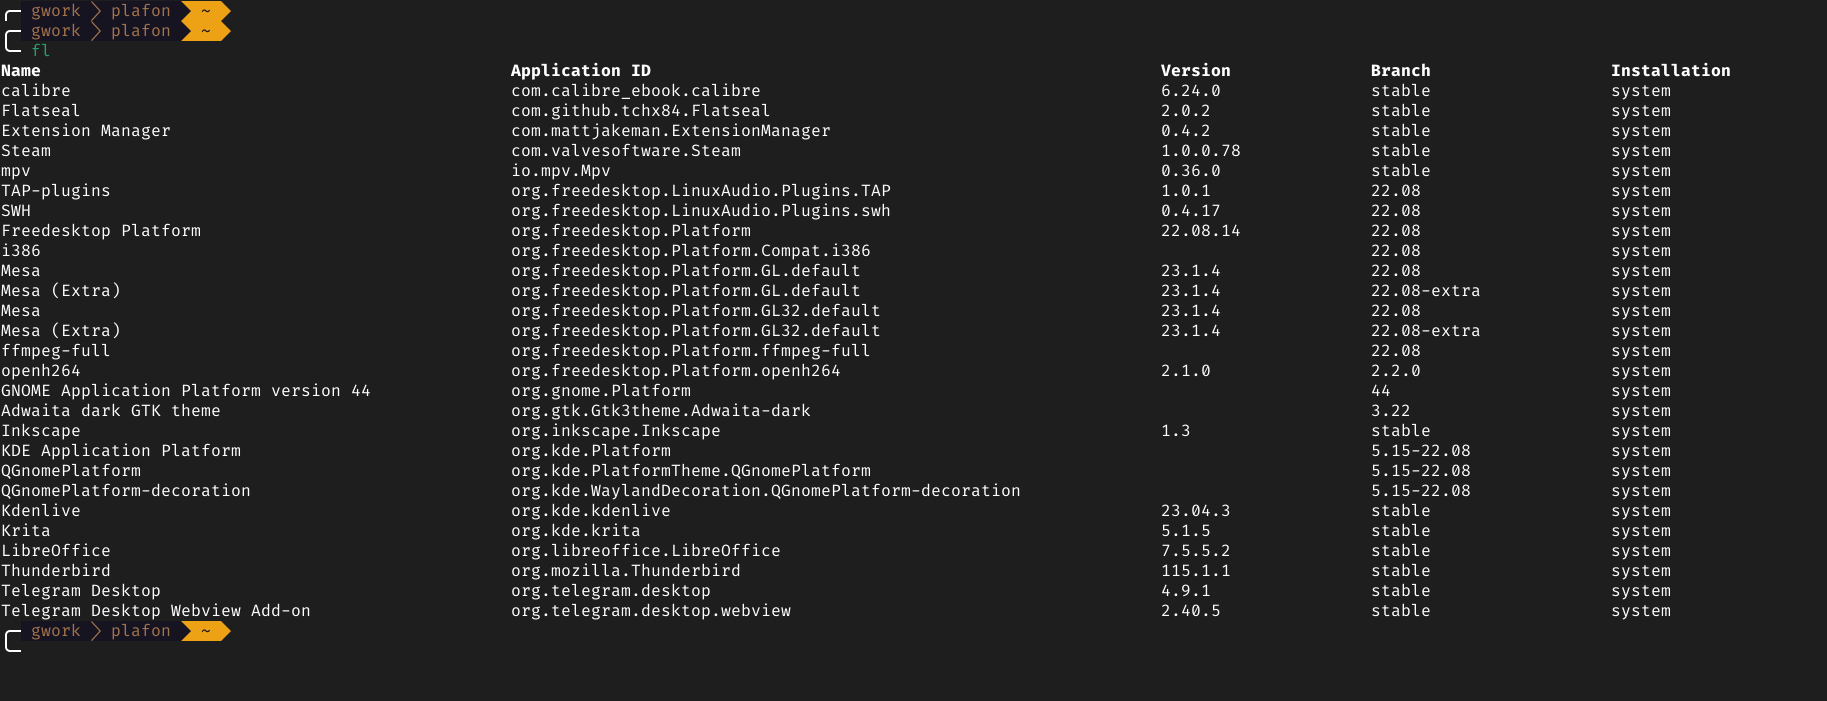 gwork plafon ~
gwork plafon ~
fl
Name Application ID Version Branch Installation
calibre com.calibre_ebook.calibre 6.24.0 stable system
Flatseal com.github.tchx84.Flatseal 2.0.2 stable system
Extension Manager com.mattjakeman.ExtensionManager 0.4.2 stable system
Steam com.valvesoftware.Steam 1.0.0.78 stable system
mpv io.mpv.Mpv 0.36.0 stable system
TAP-plugins org.freedesktop.LinuxAudio.Plugins.TAP 1.0.1 22.08 system
SWH org.freedesktop.LinuxAudio.Plugins.swh 0.4.17 22.08 system
Freedesktop Platform org.freedesktop.Platform 22.08.14 22.08 system
i386 org.freedesktop.Platform.Compat.i386 22.08 system
Mesa org.freedesktop.Platform.GL.default 23.1.4 22.08 system
Mesa (Extra) org.freedesktop.Platform.GL.default 23.1.4 22.08-extra system
Mesa org.freedesktop.Platform.GL32.default 23.1.4 22.08 system
Mesa (Extra) org.freedesktop.Platform.GL32.default 23.1.4 22.08-extra system
ffmpeg-full org.freedesktop.Platform.ffmpeg-full 22.08 system
openh264 org.freedesktop.Platform.openh264 2.1.0 2.2.0 system
GNOME Application Platform version 44 org.gnome.Platform 44 system
Adwaita dark GTK theme org.gtk.Gtk3theme.Adwaita-dark 3.22 system
Inkscape org.inkscape.Inkscape 1.3 stable system
KDE Application Platform org.kde.Platform 5.15-22.08 system
QGnomePlatform org.kde.PlatformTheme.QGnomePlatform 5.15-22.08 system
QGnomePlatform-decoration org.kde.WaylandDecoration.QGnomePlatform-decoration 5.15-22.08 system
Kdenlive org.kde.kdenlive 23.04.3 stable system
Krita org.kde.krita 5.1.5 stable system
LibreOffice org.libreoffice.LibreOffice 7.5.5.2 stable system
Thunderbird org.mozilla.Thunderbird 115.1.1 stable system
Telegram Desktop org.telegram.desktop 4.9.1 stable system
Telegram Desktop Webview Add-on org.telegram.desktop.webview 2.40.5 stable system
gwork plafon ~